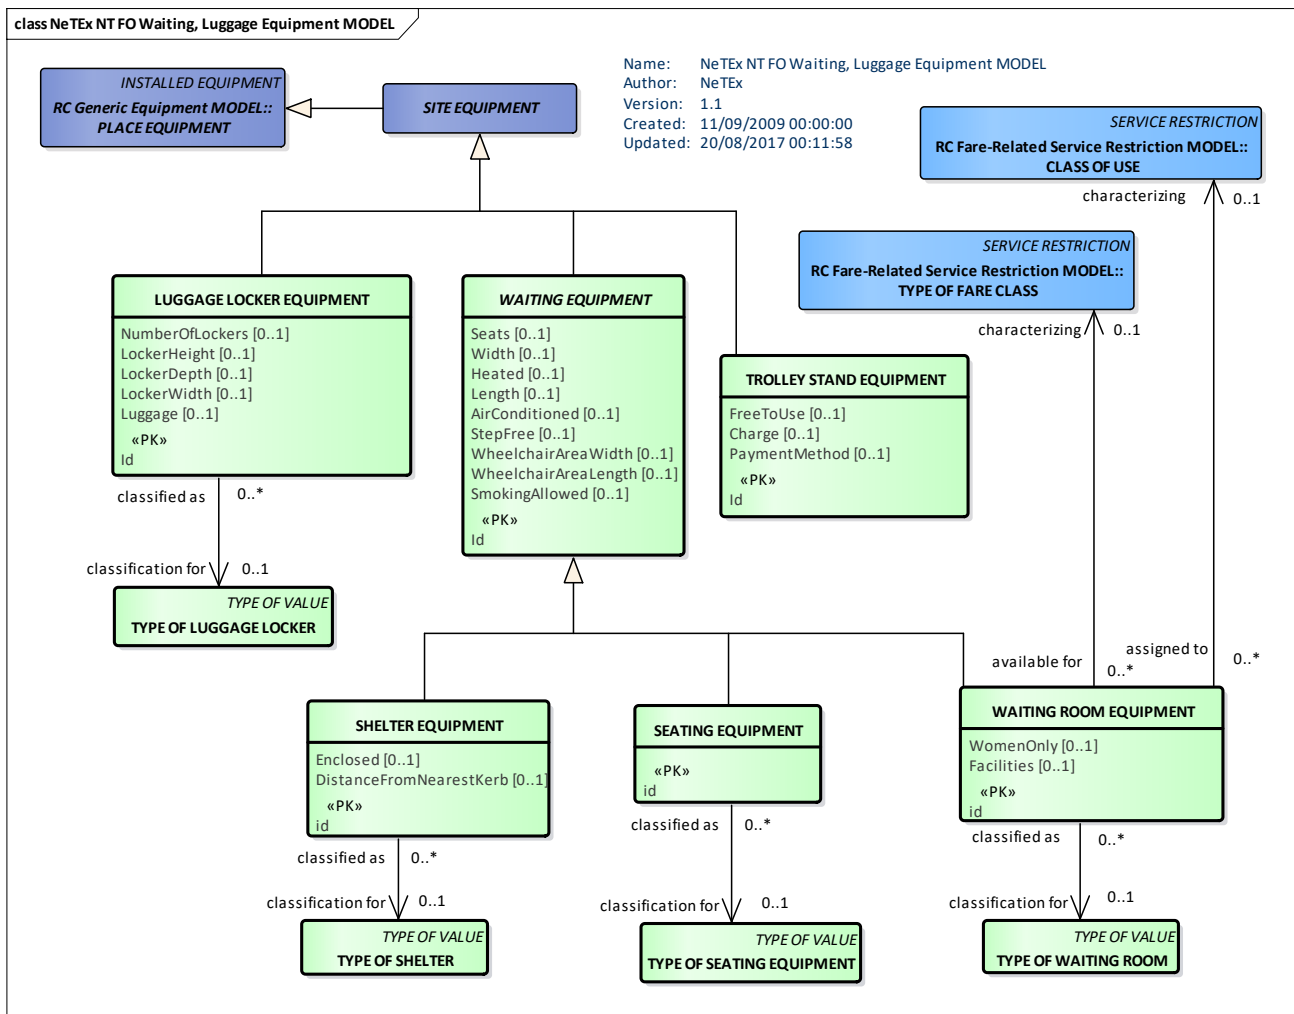 class NeTEx NT FO Waiting, Luggage Equipment MODEL
INSTALLED EQUIPMENT
RC Generic Equipment MODEL::
PLACE EQUIPMENT
SITE EQUIPMENT
Name: NeTEx NT FO Waiting, Luggage Equipment MODEL
Author: NeTEx
Version: 1.1
Created: 11/09/2009 00:00:00
Updated: 20/08/2017 00:11:58
SERVICE RESTRICTION
RC Fare-Related Service Restriction MODEL::
CLASS OF USE
characterizing 0..1
SERVICE RESTRICTION
RC Fare-Related Service Restriction MODEL::
TYPE OF FARE CLASS
characterizing 0..1
LUGGAGE LOCKER EQUIPMENT
NumberOfLockers [0..1]
LockerHeight [0..1]
LockerDepth [0..1]
LockerWidth [0..1]
Luggage [0..1]
«PK»
Id
classified as 0..*
classification for 0..1
TYPE OF VALUE
TYPE OF LUGGAGE LOCKER
WAITING EQUIPMENT
Seats [0..1]
Width [0..1]
Heated [0..1]
Length [0..1]
AirConditioned [0..1]
StepFree [0..1]
WheelchairAreaWidth [0..1]
WheelchairAreaLength [0..1]
SmokingAllowed [0..1]
«PK»
Id
TROLLEY STAND EQUIPMENT
FreeToUse [0..1]
Charge [0..1]
PaymentMethod [0..1]
«PK»
Id
available for 0..*
assigned to 0..*
SHELTER EQUIPMENT
Enclosed [0..1]
DistanceFromNearestKerb [0..1]
«PK»
id
classified as 0..*
classification for 0..1
TYPE OF VALUE
TYPE OF SHELTER
SEATING EQUIPMENT
«PK»
id
classified as 0..*
classification for 0..1
TYPE OF VALUE
TYPE OF SEATING EQUIPMENT
WAITING ROOM EQUIPMENT
WomenOnly [0..1]
Facilities [0..1]
«PK»
id
classified as 0..*
classification for 0..1
TYPE OF VALUE
TYPE OF WAITING ROOM